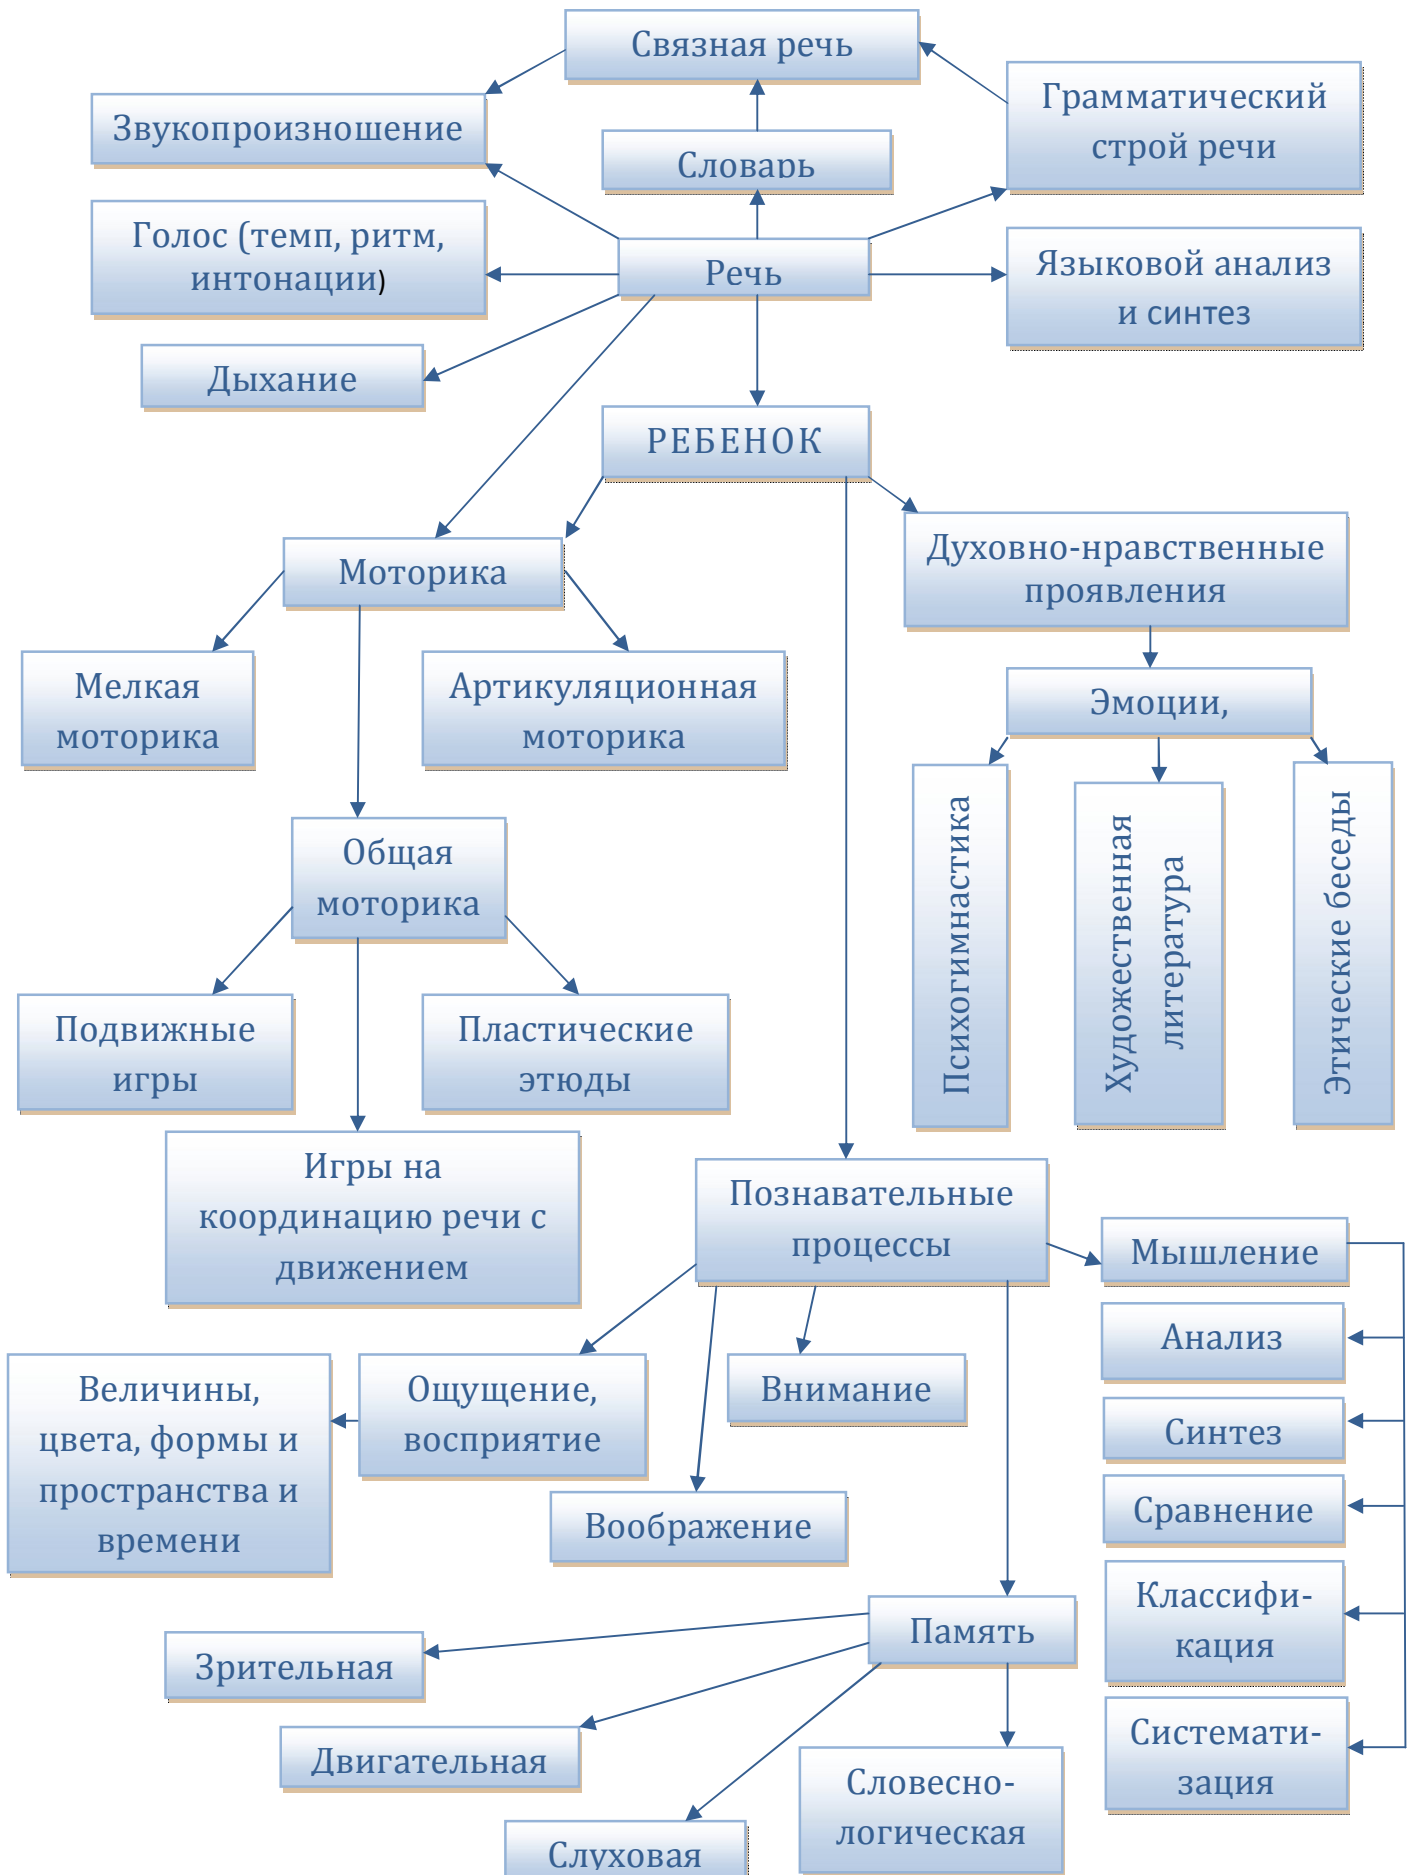 Связная речь
Грамматический
строй речи
Звукопроизношение
Словарь
Голос (темп, ритм,
интонации)
Речь
Языковой анализ
и синтез
Дыхание
РЕБЕНОК
Духовно-нравственные
проявления
Моторика
Мелкая
моторика
Артикуляционная
моторика
Эмоции,
Психогимнастика
Художественная
литература
Этические беседы
Общая
моторика
Подвижные
игры
Пластические
этюды
Игры на
координацию речи с
движением
Познавательные
процессы
Мышление
Анализ
Синтез
Сравнение
Классифи-
кация
Системати-
зация
Величины,
цвета, формы и
пространства и
времени
Ощущение,
восприятие
Внимание
Воображение
Память
Зрительная
Двигательная
Слуховая
Словесно-
логическая